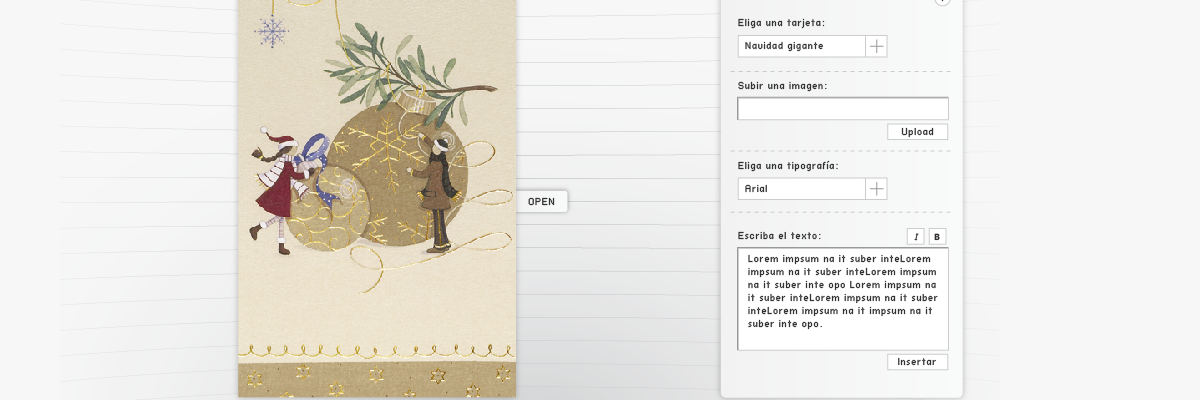 Eliga una tarjeta:
Navidad gigante
Subir una imagen:
Upload
Eliga una tipografía:
Arial
OPEN
Escriba el texto:
I B
Lorem impsum na it suber inteLorem
impsum na it suber inteLorem impsum
na it suber inte opo Lorem impsum na
it suber inteLorem impsum na it suber
inteLorem impsum na it impsum na it
suber inte opo.
Insertar